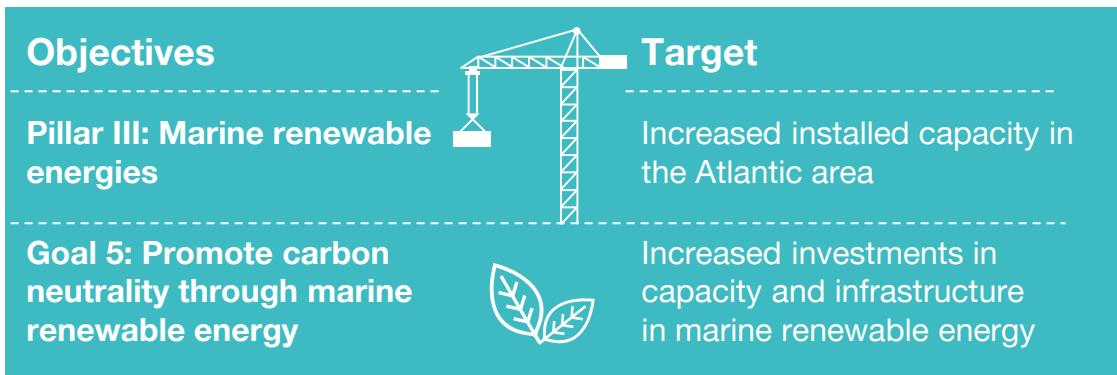 Objectives
Target
Pillar III: Marine renewable
energies
Increased installed capacity in
the Atlantic area
Goal 5: Promote carbon
neutrality through marine
renewable energy
Increased investments in
capacity and infrastructure
in marine renewable energy